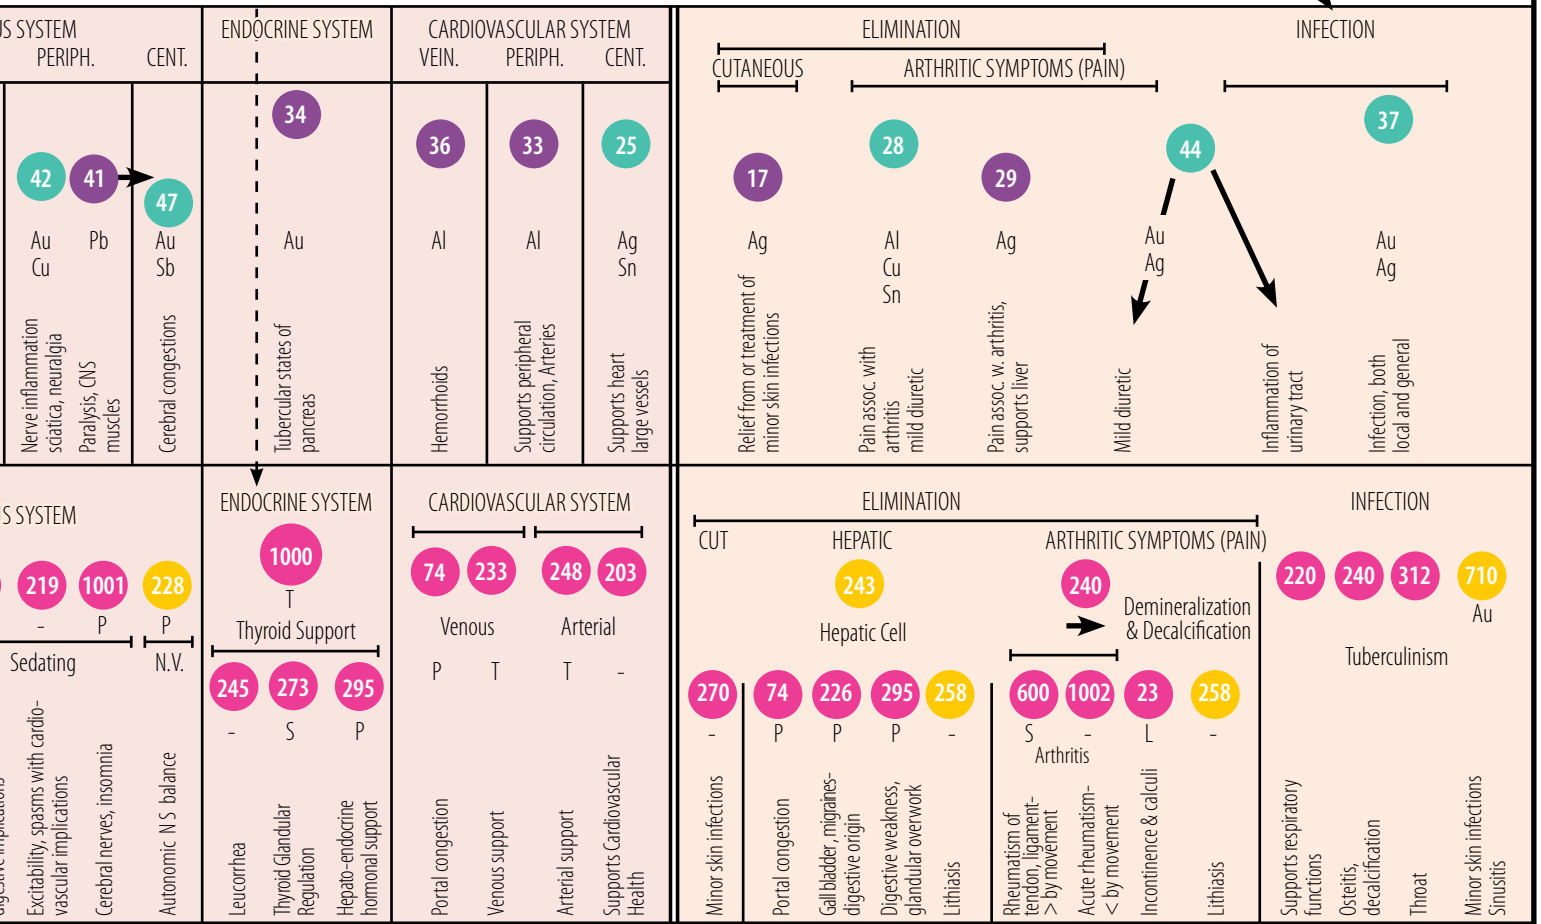 US SYSTEM
PERIPH.
CENT.
42
41
47
Au
Cu
Pb
Au
Sb
Nerve inflammation
sciatica, neuralgia
Paralysis, CNS
muscles
Cerebral congestions
ENDOCRINE SYSTEM
34
Au
Tubercular states of
pancreas
CARDIOVASCULAR SYSTEM
VEIN.
PERIPH.
CENT.
36
33
25
Al
Al
Ag
Sn
Hemorrhoids
Supports peripheral
circulation, Arteries
Supports heart
large vessels
ELIMINATION
CUTANEOUS
ARTHRITIC SYMPTOMS (PAIN)
17
28
29
44
Ag
Al
Cu
Sn
Ag
Au
Ag
Relief from or treatment of
minor skin infections
Pain assoc. with
arthritis
mild diuretic
Pain assoc. w. arthritis,
supports liver
Mild diuretic
INFECTION
37
Au
Ag
Inflammation of
urinary tract
Infection, both
local and general
US SYSTEM
219
1001
228
-
P
P
Sedating
N.V.
digestive implications
Excitability, spasms with cardio-
vascular implications
Cerebral nerves, insomnia
Autonomic N S balance
ENDOCRINE SYSTEM
1000
T
Thyroid Support
245
273
295
-
S
P
Leucorrhea
Thyroid Glandular
Regulation
Hepato-endocrine
hormonal support
CARDIOVASCULAR SYSTEM
74
233
248
203
Venous
Arterial
P
T
T
-
Portal congestion
Venous support
Arterial support
Supports Cardiovascular
Health
ELIMINATION
CUT
HEPATIC
ARTHRITIC SYMPTOMS (PAIN)
243
Hepatic Cell
240
Demineralization
& Decalcification
270
74
226
295
258
600
1002
23
258
-
P
P
P
-
S
-
L
-
Arthritis
Minor skin infections
Portal congestion
Gall bladder, migraines-
digestive origin
Digestive weakness,
glandular overwork
Lithiasis
Rheumatism of
tendon, ligament-
> by movement
Acute rheumatism-
< by movement
Incontinence & calculi
Lithiasis
INFECTION
220
240
312
710
Au
Tuberculinism
Supports respiratory
functions
Osteitis,
decalcification
Throat
Minor skin infections
Sinusitis